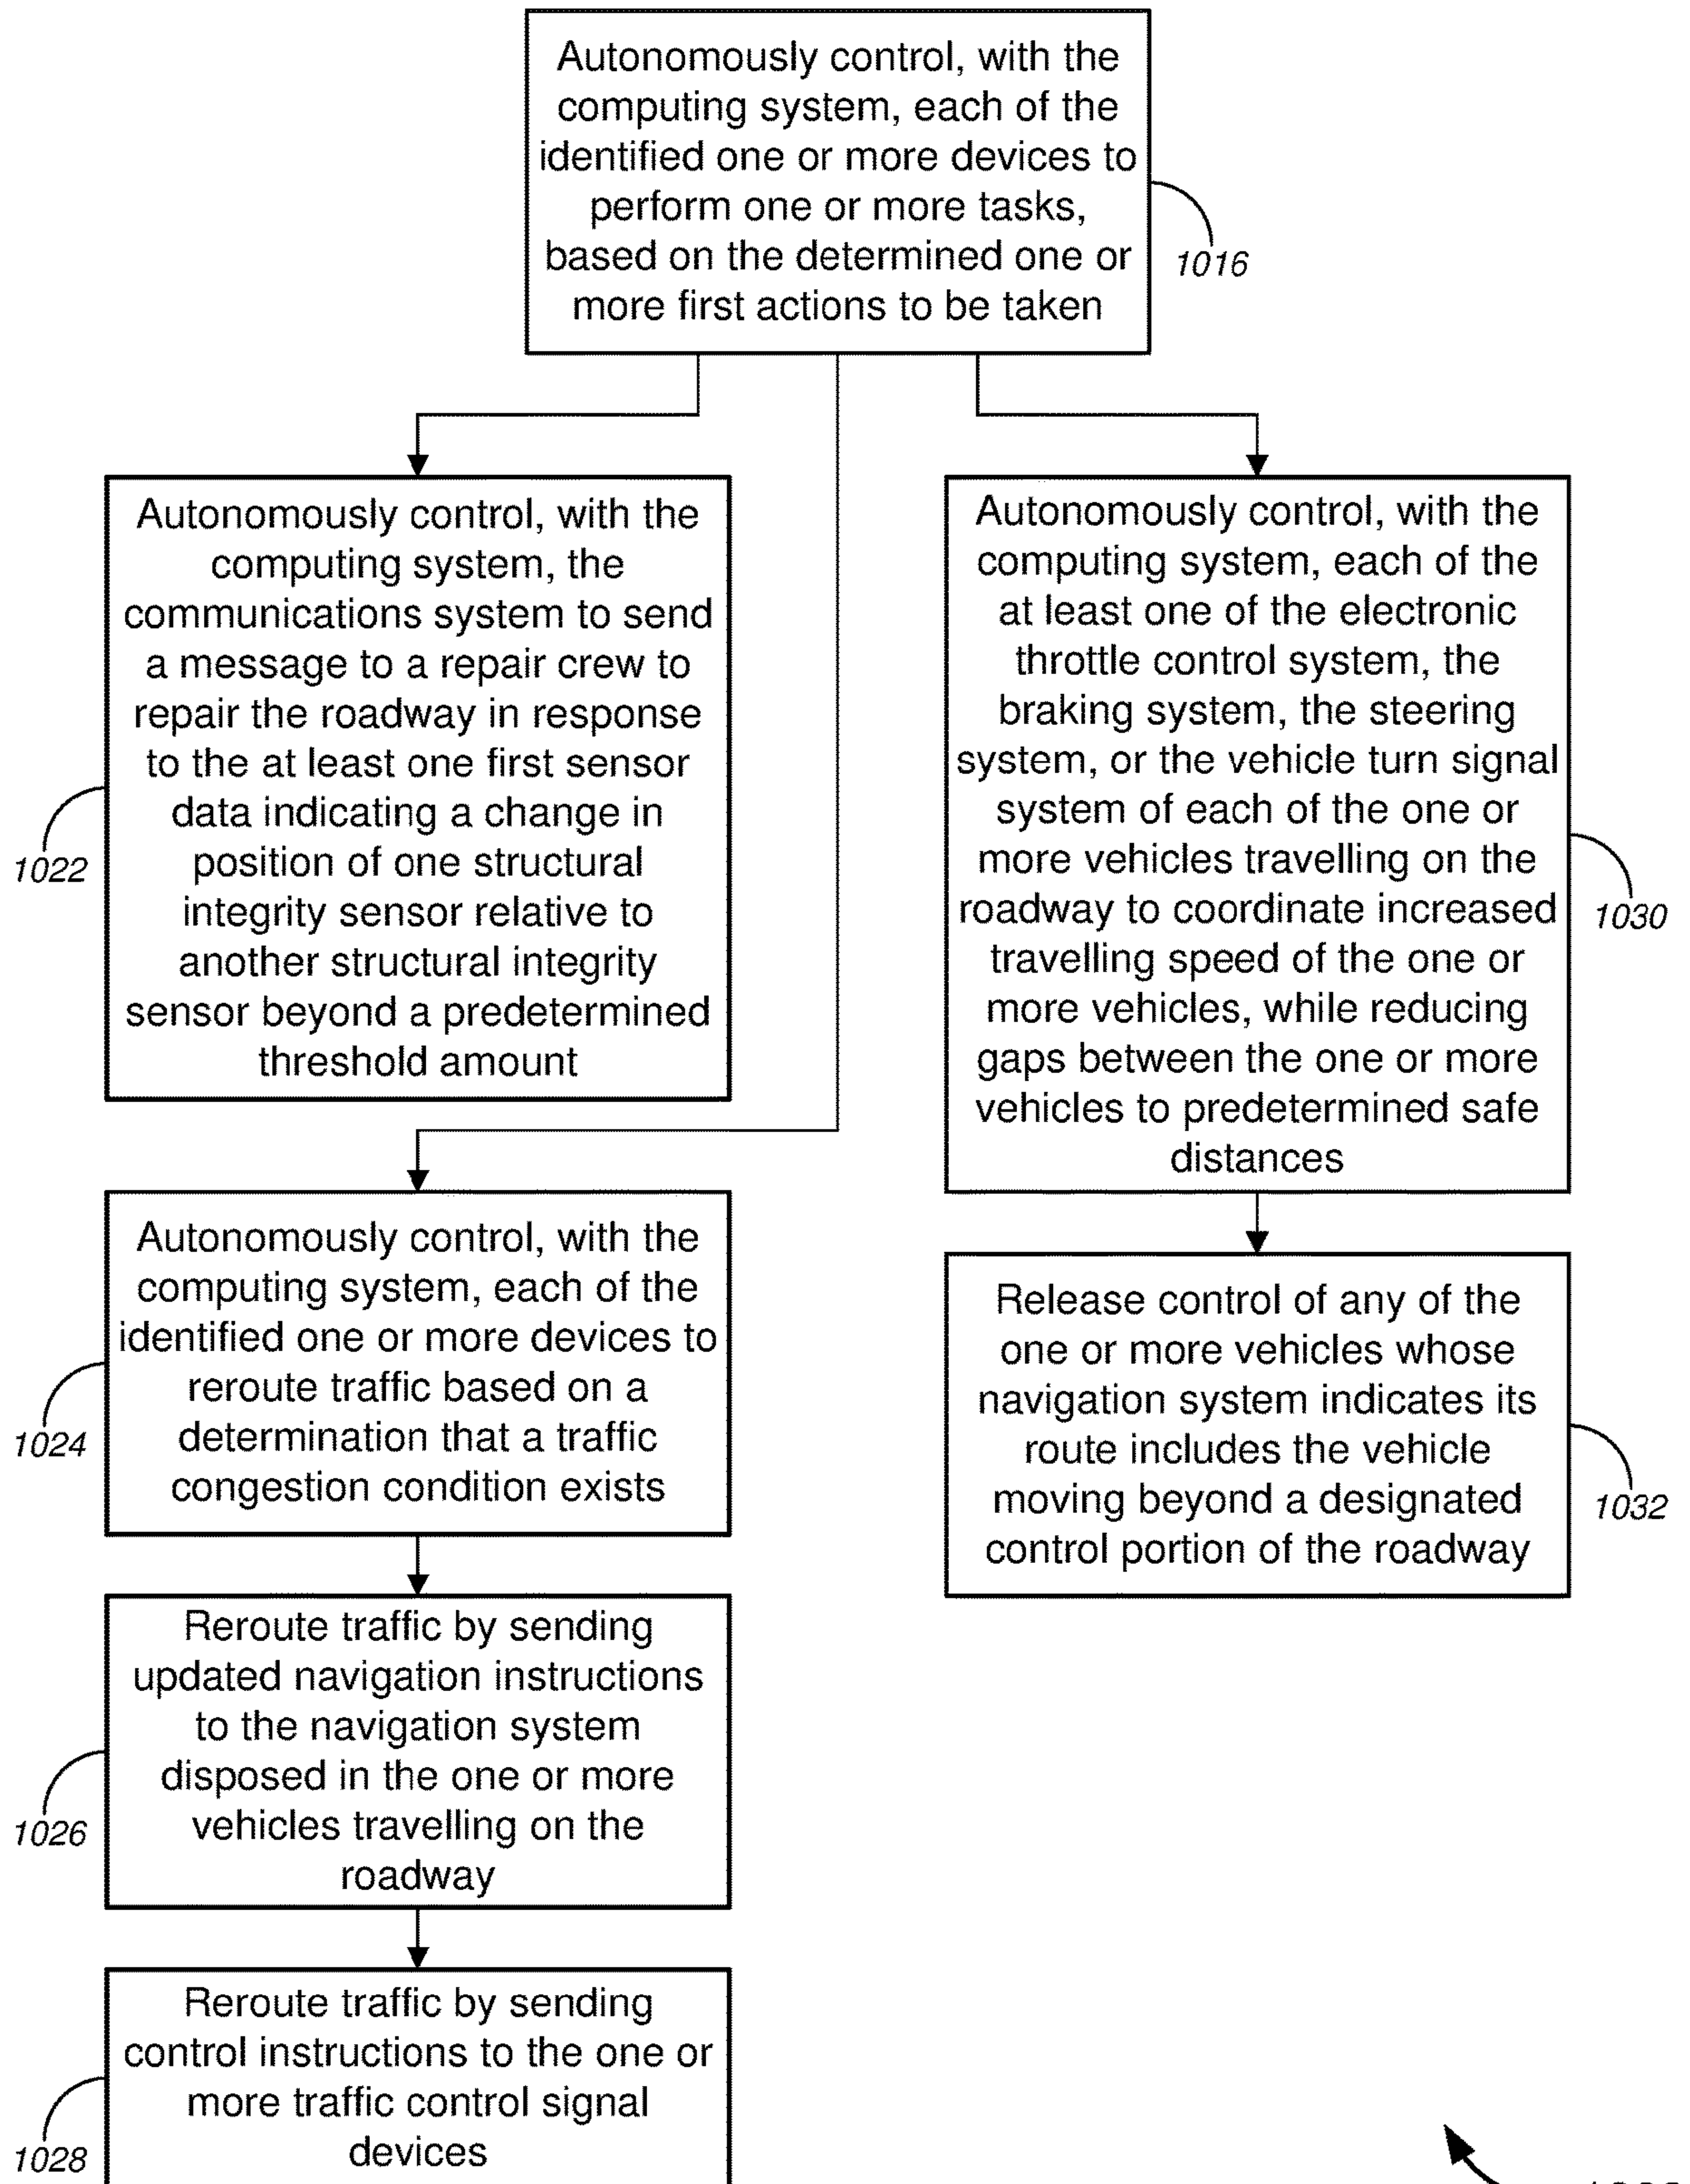 Autonomously control, with the
computing system, each of the
identified one or more devices to
perform one or more tasks,
based on the determined one or
more first actions to be taken
1016
Autonomously control, with the
computing system, the
communications system to send
a message to a repair crew to
repair the roadway in response
to the at least one first sensor
data indicating a change in
position of one structural
integrity sensor relative to
another structural integrity
sensor beyond a predetermined
threshold amount
1022
Autonomously control, with the
computing system, each of the
at least one of the electronic
throttle control system, the
braking system, the steering
system, or the vehicle turn signal
system of each of the one or
more vehicles travelling on the
roadway to coordinate increased
travelling speed of the one or
more vehicles, while reducing
gaps between the one or more
vehicles to predetermined safe
distances
1030
Autonomously control, with the
computing system, each of the
identified one or more devices to
reroute traffic based on a
determination that a traffic
congestion condition exists
1024
Release control of any of the
one or more vehicles whose
navigation system indicates its
route includes the vehicle
moving beyond a designated
control portion of the roadway
1032
Reroute traffic by sending
updated navigation instructions
to the navigation system
disposed in the one or more
vehicles travelling on the
roadway
1026
Reroute traffic by sending
control instructions to the one or
more traffic control signal
devices
1028